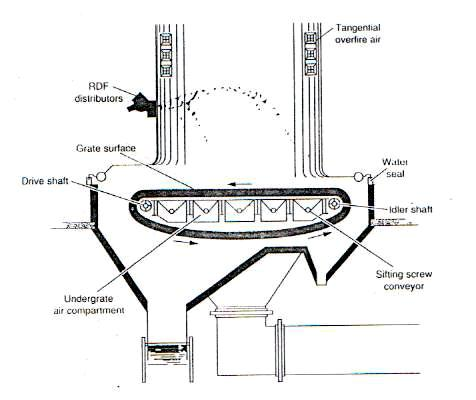 Tangential
overfire air
RDF
distributors
Grate surface
Water
seal
Drive shaft
Idler shaft
Sifting screw
conveyor
Undergrate
air compartment